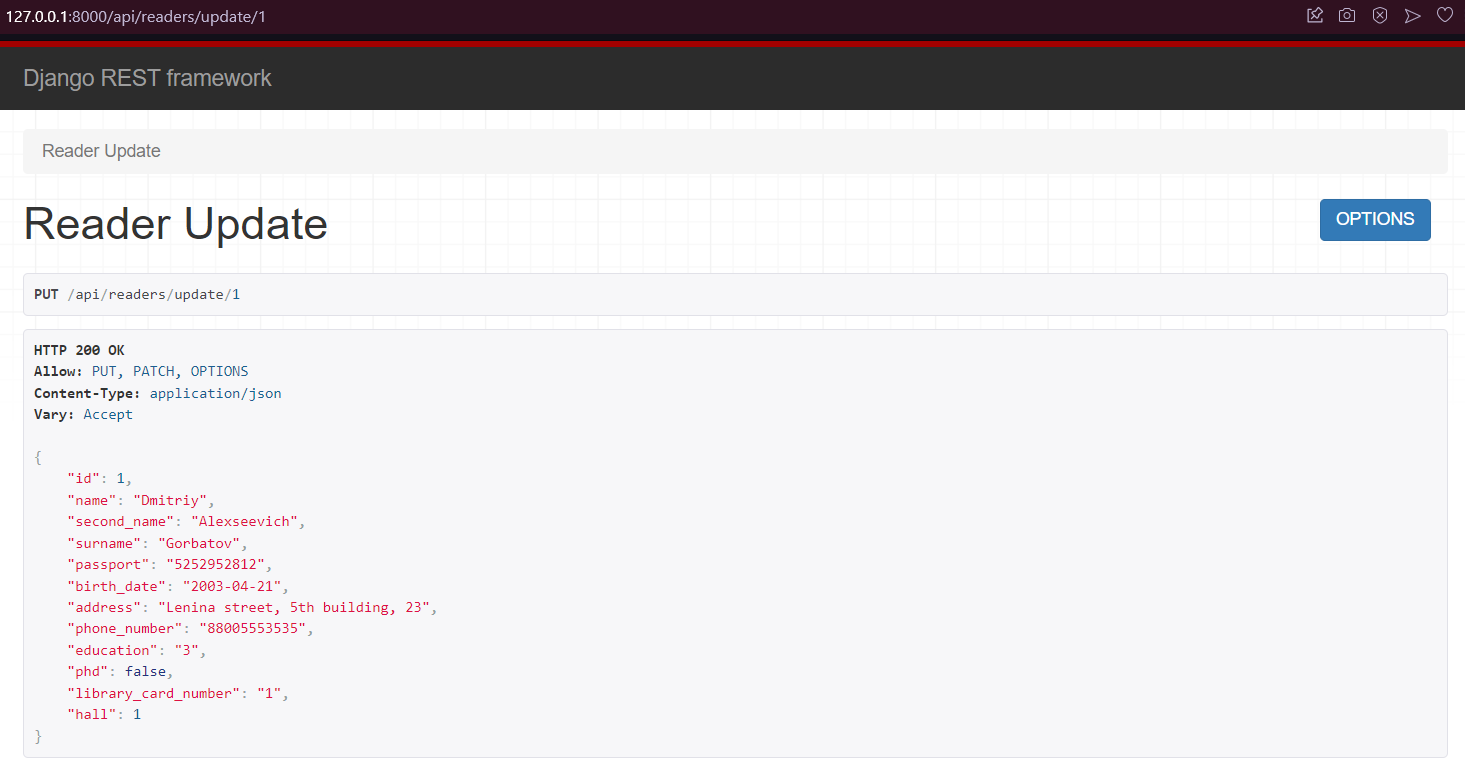 127.0.0.1:8000/api/readers/update/1
Django REST framework
Reader Update
Reader Update
OPTIONS
PUT /api/readers/update/1
HTTP 200 OK
Allow: PUT, PATCH, OPTIONS
Content-Type: application/json
Vary: Accept
{
    "id": 1,
    "name": "Dmitriy",
    "second_name": "Alexseevich",
    "surname": "Gorbatov",
    "passport": "5252952812",
    "birth_date": "2003-04-21",
    "address": "Lenina street, 5th building, 23",
    "phone_number": "88005553535",
    "education": "3",
    "phd": false,
    "library_card_number": "1",
    "hall": 1
}